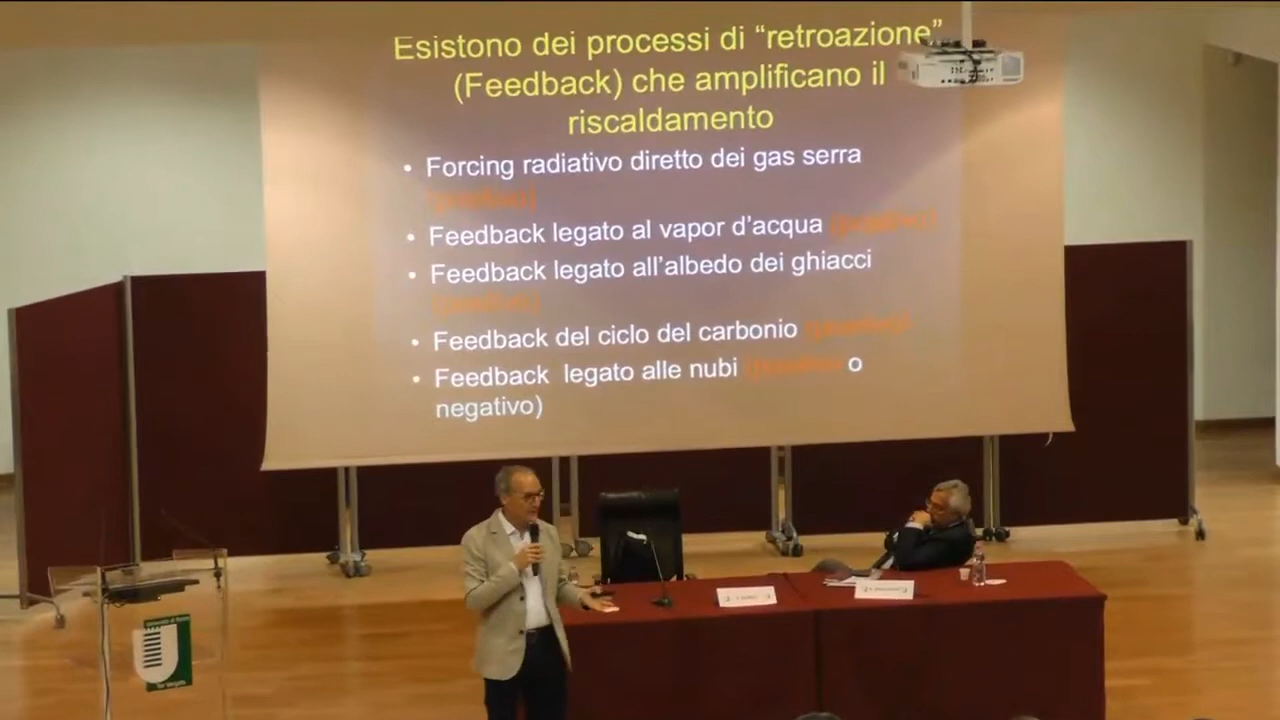 Esistono dei processi di “retroazione”
(Feedback) che amplificano il
riscaldamento
• Forcing radiativo diretto dei gas serra
(positivo)
• Feedback legato al vapor d’acqua (positivo)
• Feedback legato all’albedo dei ghiacci
(positivo)
• Feedback del ciclo del carbonio (positivo)
• Feedback legato alle nubi (positivo o
negativo)
Tor Vergata